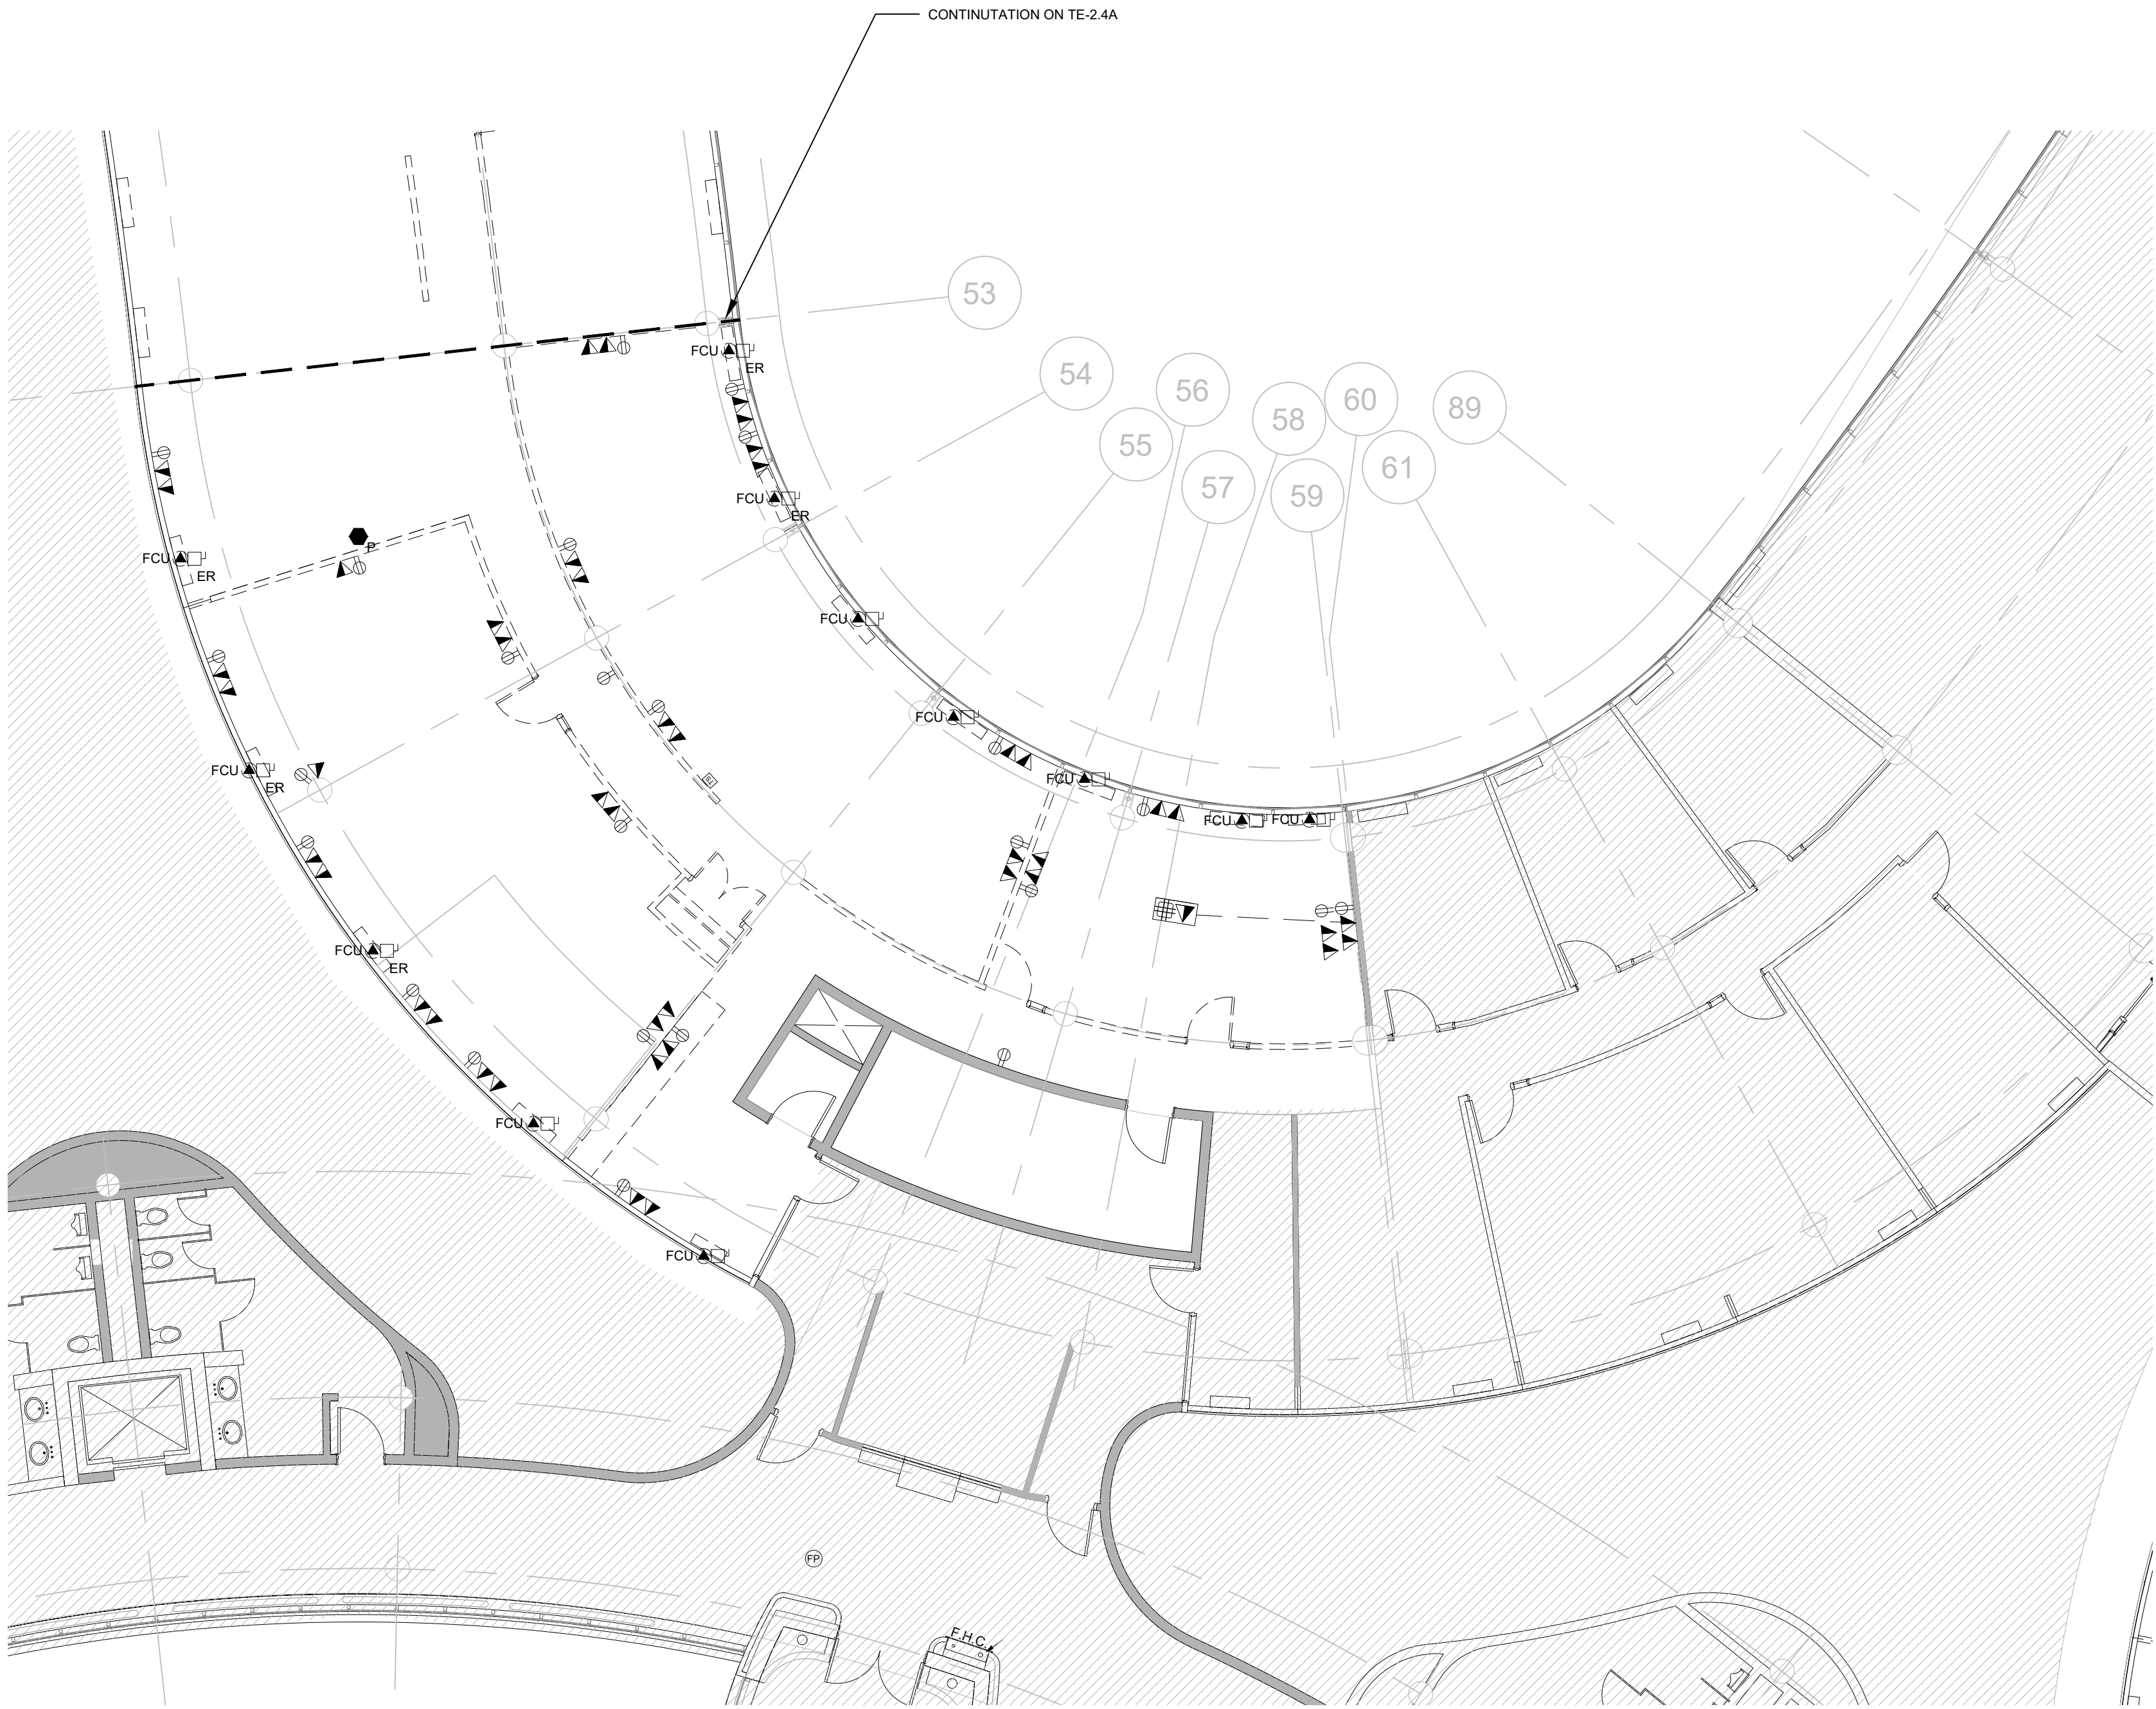 CONTINUTATION ON TE-2.4A
53
FCU
ER
54
56
60
89
58
55
61
57
59
FCU
ER
P
FCU
ER
FCU
FCU
FCU
ER
FCU
FCU
FCU
FCU
ER
FCU
FCU
FP
F.H.C.